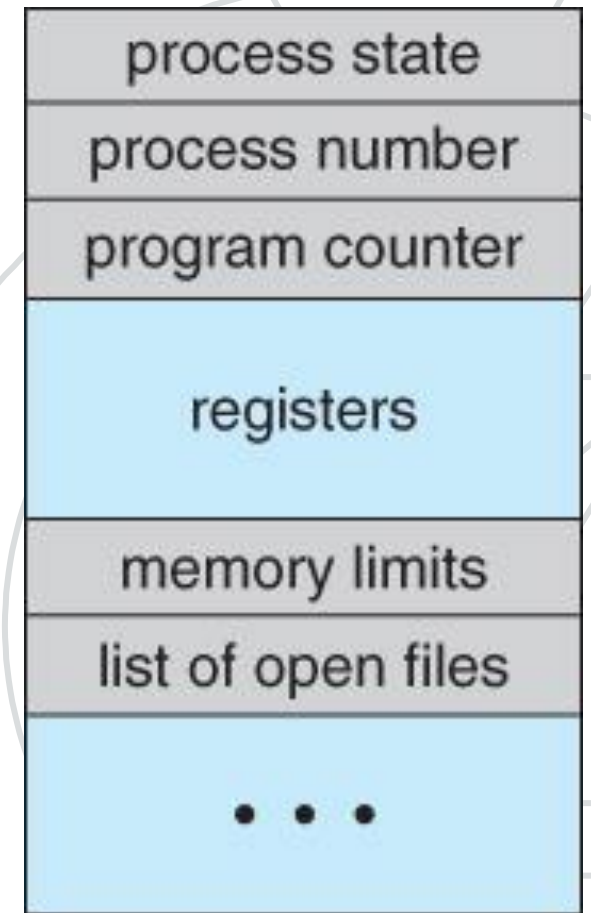 process state
process number
program counter
registers
memory limits
list of open files
• • •